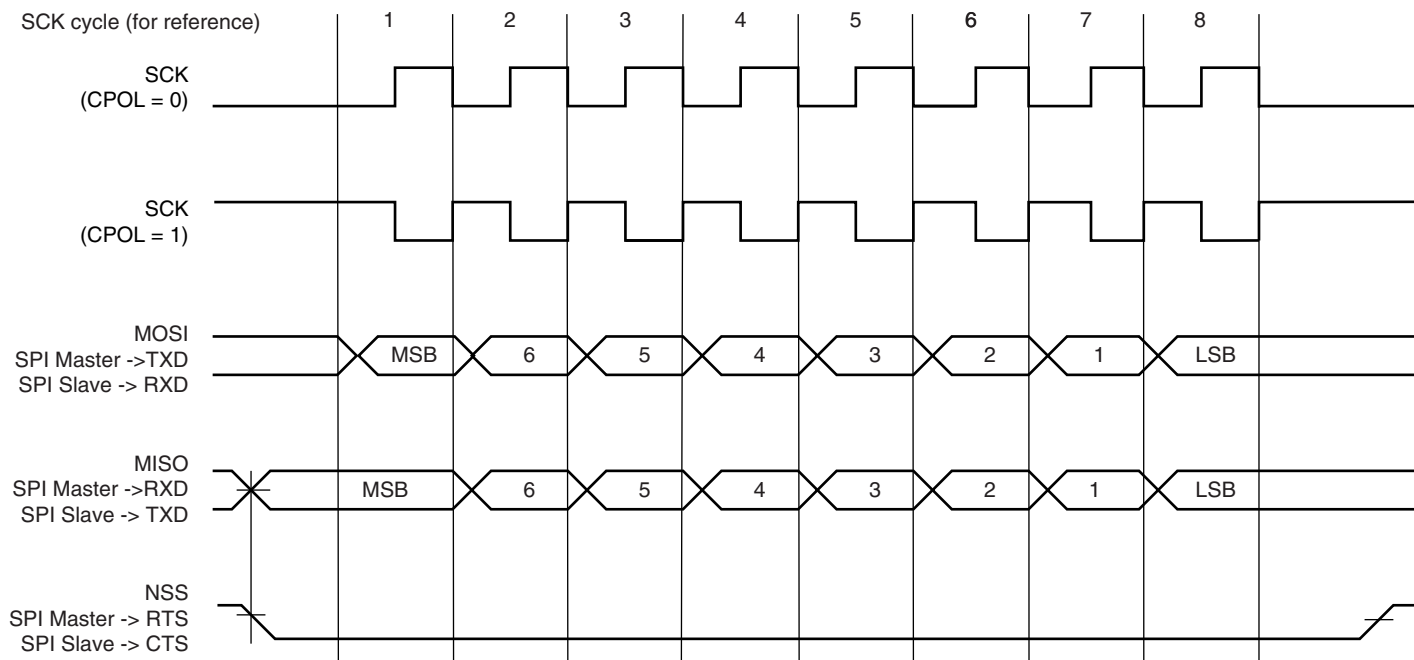 SCK cycle (for reference) 1 2 3 4 5 6 7 8
SCK
(CPOL = 0)
SCK
(CPOL = 1)
MOSI
SPI Master ->TXD
SPI Slave -> RXD
MSB 6 5 4 3 2 1 LSB
MISO
SPI Master ->RXD
SPI Slave -> TXD
MSB 6 5 4 3 2 1 LSB
NSS
SPI Master -> RTS
SPI Slave -> CTS